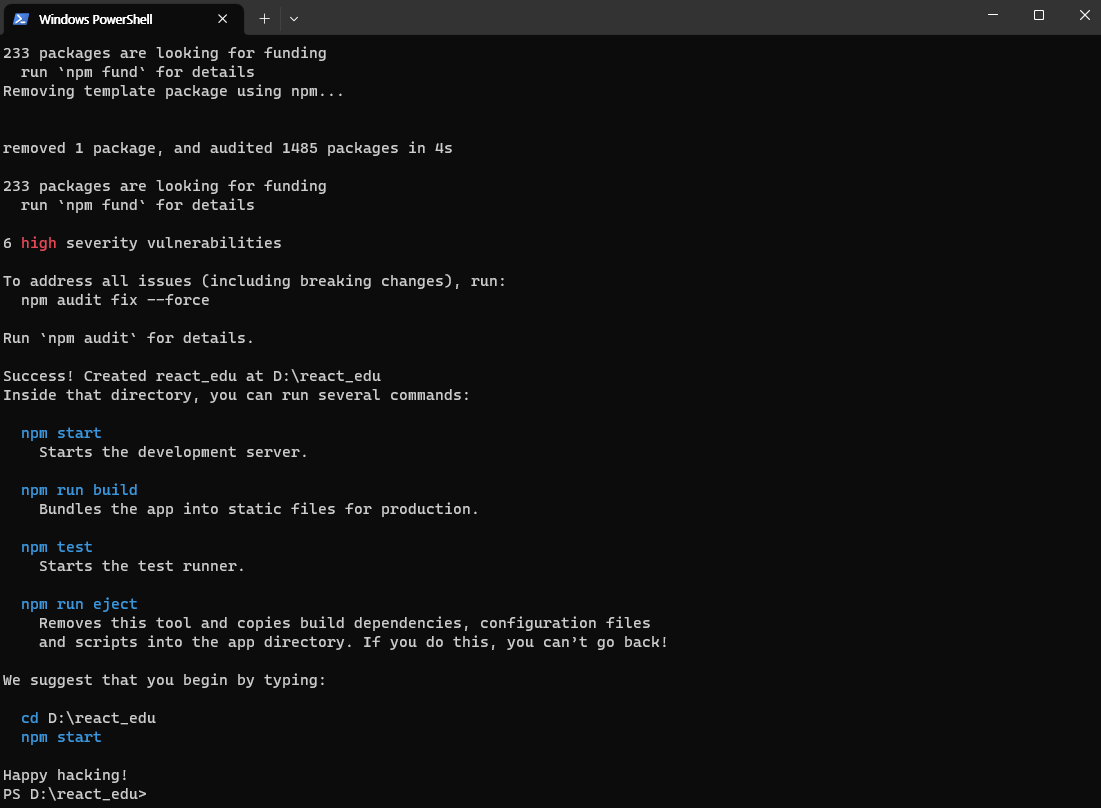 Windows PowerShell
233 packages are looking for funding
  run `npm fund` for details
Removing template package using npm...
removed 1 package, and audited 1485 packages in 4s
233 packages are looking for funding
  run `npm fund` for details
6 high severity vulnerabilities
To address all issues (including breaking changes), run:
  npm audit fix --force
Run `npm audit` for details.
Success! Created react_edu at D:\react_edu
Inside that directory, you can run several commands:
  npm start
    Starts the development server.
  npm run build
    Bundles the app into static files for production.
  npm test
    Starts the test runner.
  npm run eject
    Removes this tool and copies build dependencies, configuration files
    and scripts into the app directory. If you do this, you can’t go back!
We suggest that you begin by typing:
  cd D:\react_edu
  npm start
Happy hacking!
PS D:\react_edu>